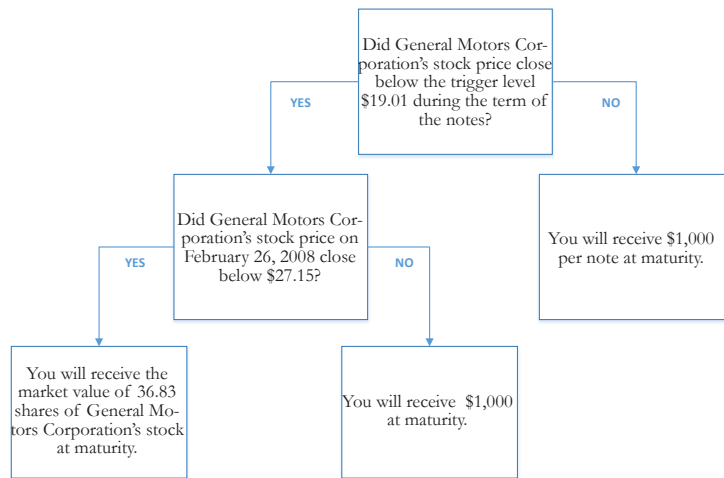 Did General Motors Cor-
poration's stock price close
below the trigger level
$19.01 during the term of
the notes?
YES
NO
Did General Motors Cor-
poration's stock price on
February 26, 2008 close
below $27.15?
You will receive $1,000
per note at maturity.
YES
NO
You will receive the
market value of 36.83
shares of General Mo-
tors Corporation's stock
at maturity.
You will receive $1,000
at maturity.